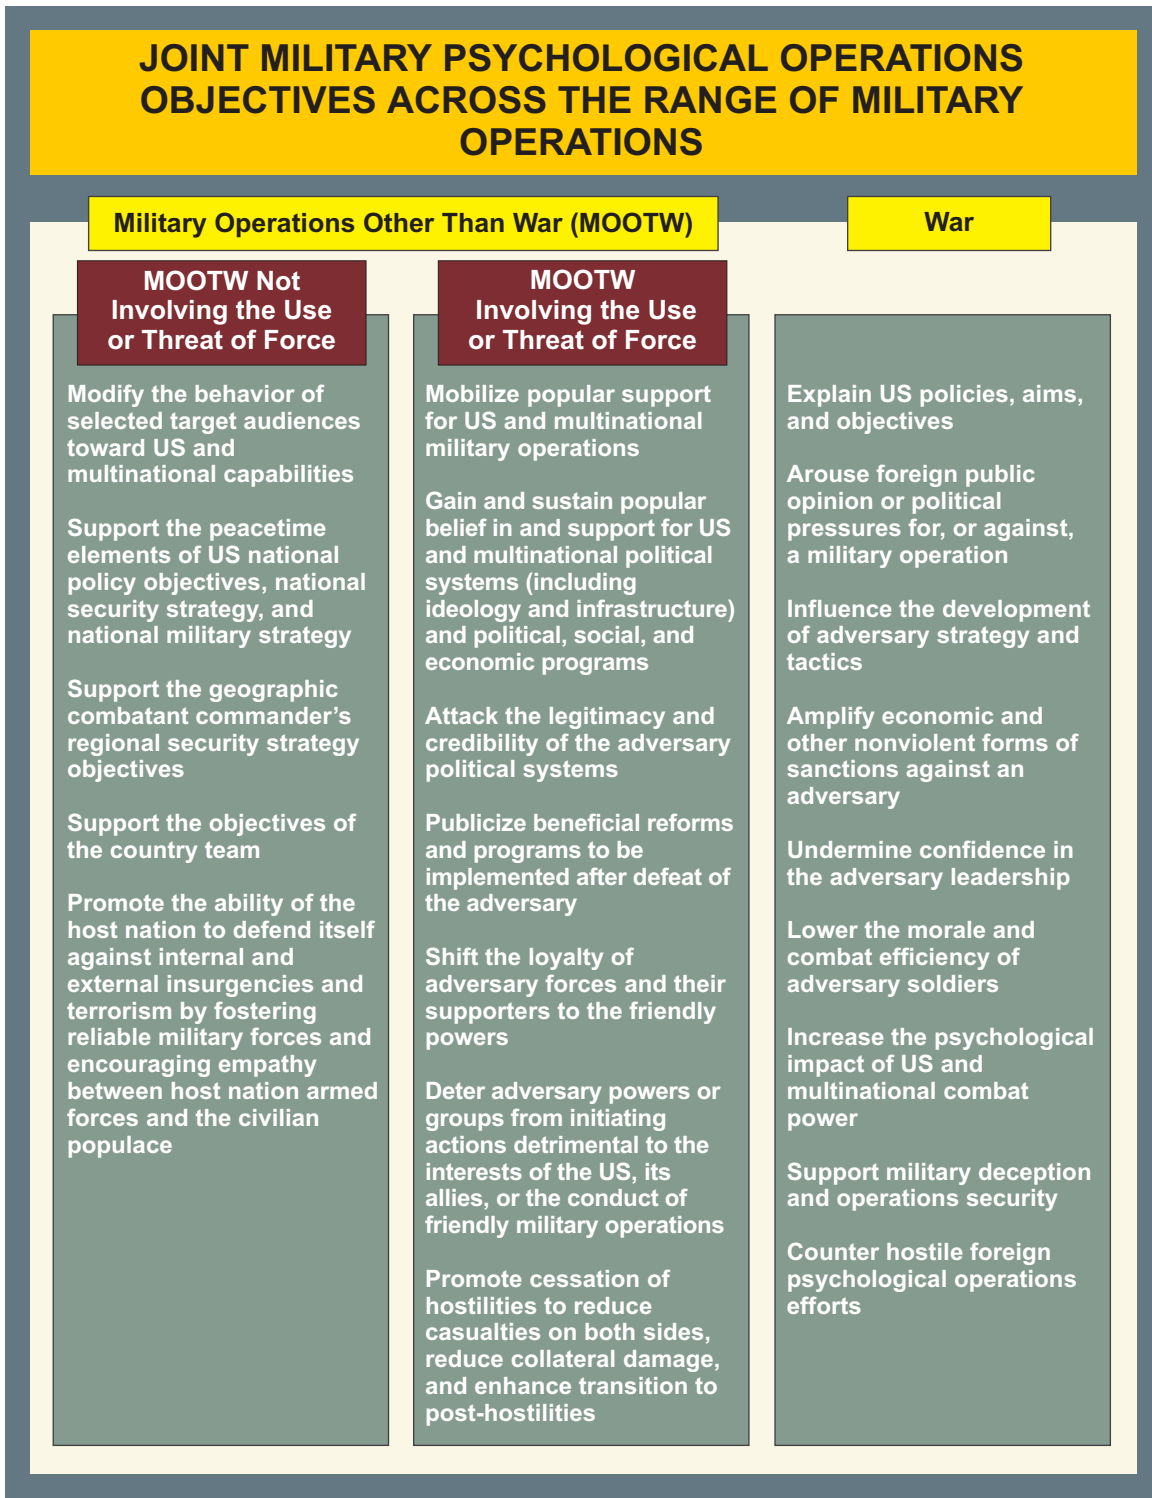 JOINT MILITARY PSYCHOLOGICAL OPERATIONS
OBJECTIVES ACROSS THE RANGE OF MILITARY
OPERATIONS
Military Operations Other Than War (MOOTW)
War
MOOTW Not
Involving the Use
or Threat of Force
Modify the behavior of
selected target audiences
toward US and
multinational capabilities
Support the peacetime
elements of US national
policy objectives, national
security strategy, and
national military strategy
Support the geographic
combatant commander’s
regional security strategy
objectives
Support the objectives of
the country team
Promote the ability of the
host nation to defend itself
against internal and
external insurgencies and
terrorism by fostering
reliable military forces and
encouraging empathy
between host nation armed
forces and the civilian
populace
MOOTW
Involving the Use
or Threat of Force
Mobilize popular support
for US and multinational
military operations
Gain and sustain popular
belief in and support for US
and multinational political
systems (including
ideology and infrastructure)
and political, social, and
economic programs
Attack the legitimacy and
credibility of the adversary
political systems
Publicize beneficial reforms
and programs to be
implemented after defeat of
the adversary
Shift the loyalty of
adversary forces and their
supporters to the friendly
powers
Deter adversary powers or
groups from initiating
actions detrimental to the
interests of the US, its
allies, or the conduct of
friendly military operations
Promote cessation of
hostilities to reduce
casualties on both sides,
reduce collateral damage,
and enhance transition to
post-hostilities
Explain US policies, aims,
and objectives
Arouse foreign public
opinion or political
pressures for, or against,
a military operation
Influence the development
of adversary strategy and
tactics
Amplify economic and
other nonviolent forms of
sanctions against an
adversary
Undermine confidence in
the adversary leadership
Lower the morale and
combat efficiency of
adversary soldiers
Increase the psychological
impact of US and
multinational combat
power
Support military deception
and operations security
Counter hostile foreign
psychological operations
efforts